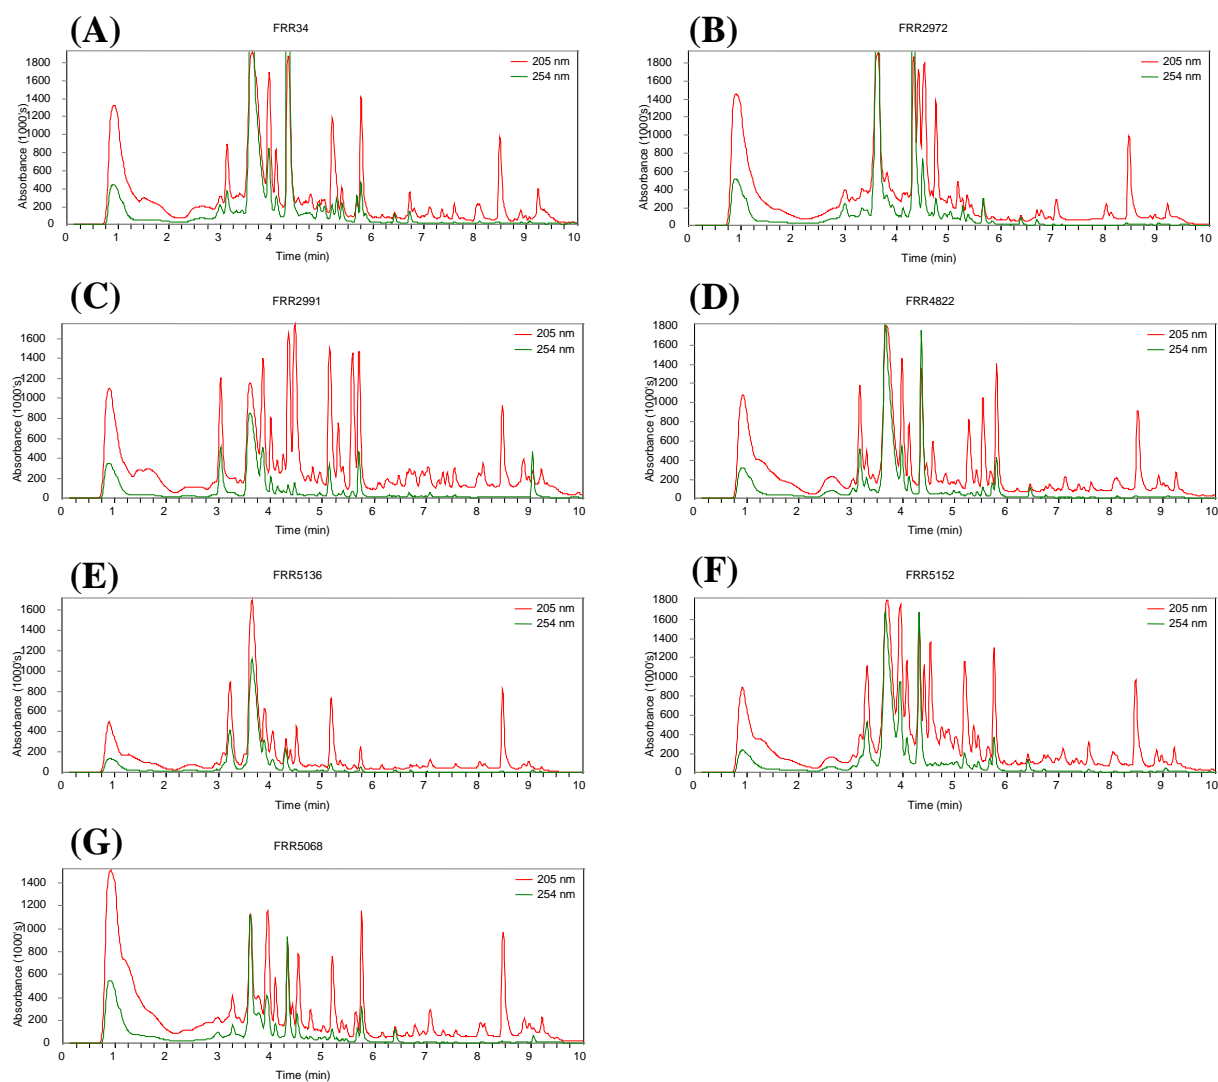 (A)
FRR34
Absorbance (1000's)
1800
1600
1400
1200
1000
800
600
400
200
0
205 nm
254 nm
0 1 2 3 4 5 6 7 8 9 10
Time (min)
(B)
FRR2972
Absorbance (1000's)
1800
1600
1400
1200
1000
800
600
400
200
0
205 nm
254 nm
0 1 2 3 4 5 6 7 8 9 10
Time (min)
(C)
FRR2991
Absorbance (1000's)
1600
1400
1200
1000
800
600
400
200
0
205 nm
254 nm
0 1 2 3 4 5 6 7 8 9 10
Time (min)
(D)
FRR4822
Absorbance (1000's)
1800
1600
1400
1200
1000
800
600
400
200
0
205 nm
254 nm
0 1 2 3 4 5 6 7 8 9 10
Time (min)
(E)
FRR5136
Absorbance (1000's)
1600
1400
1200
1000
800
600
400
200
0
205 nm
254 nm
0 1 2 3 4 5 6 7 8 9 10
Time (min)
(F)
FRR5152
Absorbance (1000's)
1800
1600
1400
1200
1000
800
600
400
200
0
205 nm
254 nm
0 1 2 3 4 5 6 7 8 9 10
Time (min)
(G)
FRR5068
Absorbance (1000's)
1400
1200
1000
800
600
400
200
0
205 nm
254 nm
0 1 2 3 4 5 6 7 8 9 10
Time (min)